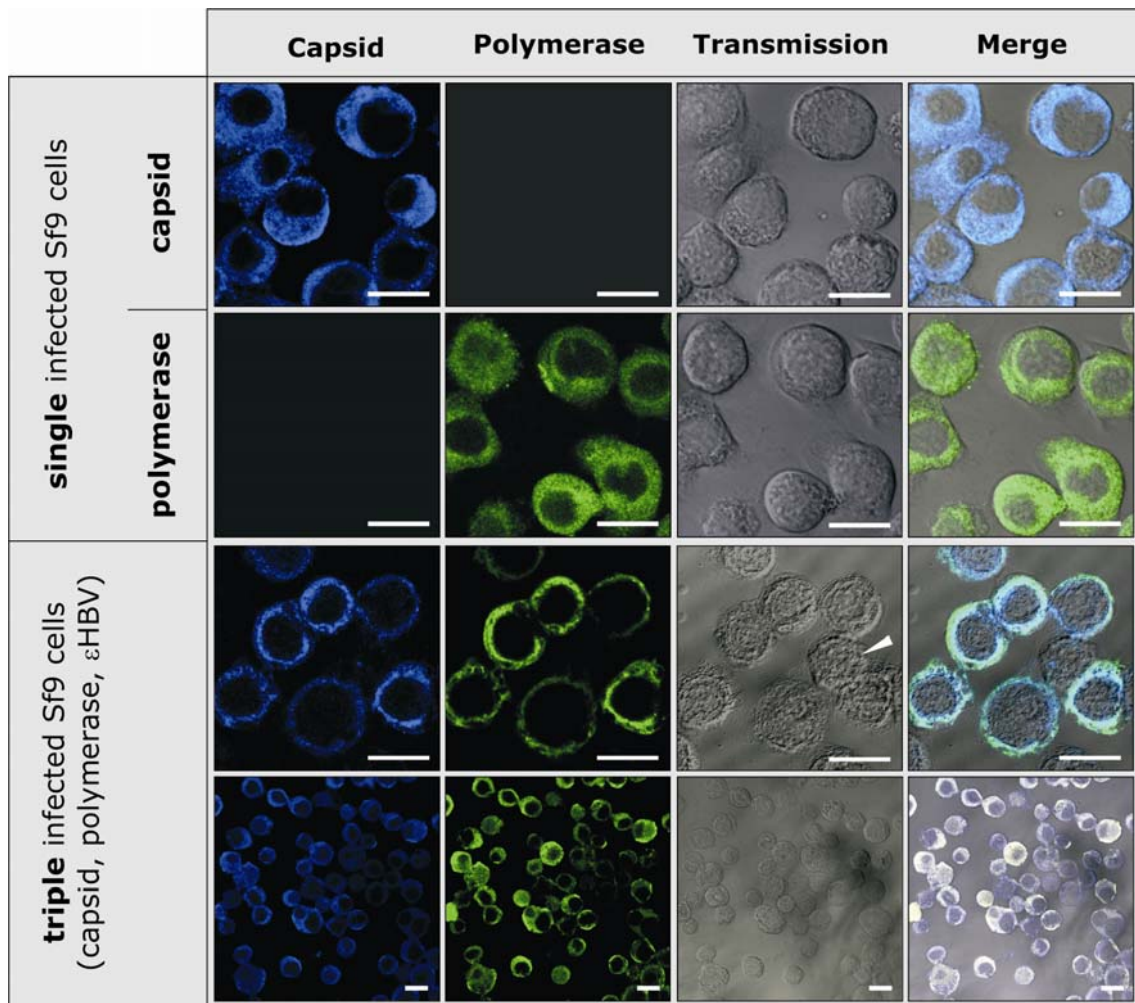 Capsid Polymerase Transmission Merge
single infected Sf9 cells
capsid
polymerase
triple infected Sf9 cells
(capsid, polymerase, εHBV)